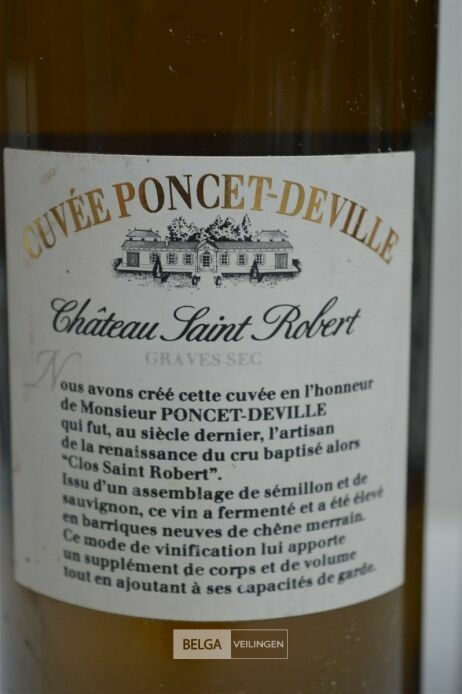 CUVÉE PONCET-DEVILLE
Château Saint Robert
GRAVES SEC
Nous avons créé cette cuvée en l'honneur
de Monsieur PONCET-DEVILLE
qui fut, au siècle dernier, l'artisan
de la renaissance du cru baptisé alors
"Clos Saint Robert".
Issu d'un assemblage de sémillon et de
sauvignon, ce vin a fermenté et a été élevé
en barriques neuves de chêne merrain.
Ce mode de vinification lui apporte
un supplément de corps et de volume
tout en ajoutant à ses capacités de garde.
BELGA VEILINGEN